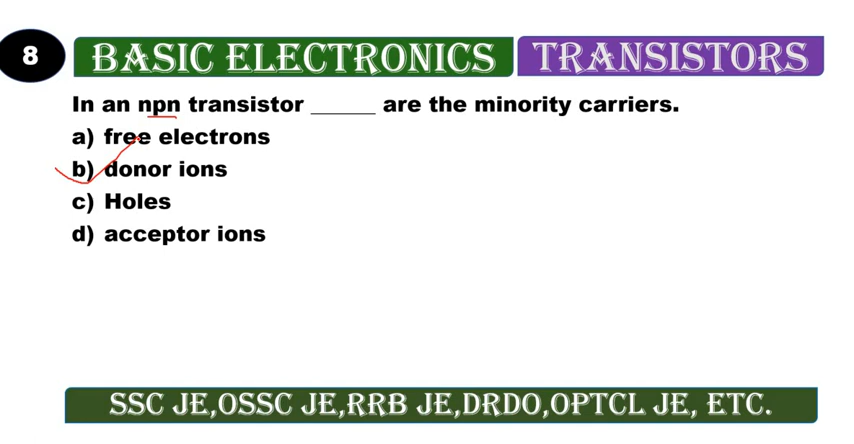 8
BASIC ELECTRONICS TRANSISTORS
In an npn transistor ______ are the minority carriers.
a) free electrons
b) donor ions
c) Holes
d) acceptor ions
SSC JE,OSSC JE,RRB JE,DRDO,OPTCL JE, ETC.